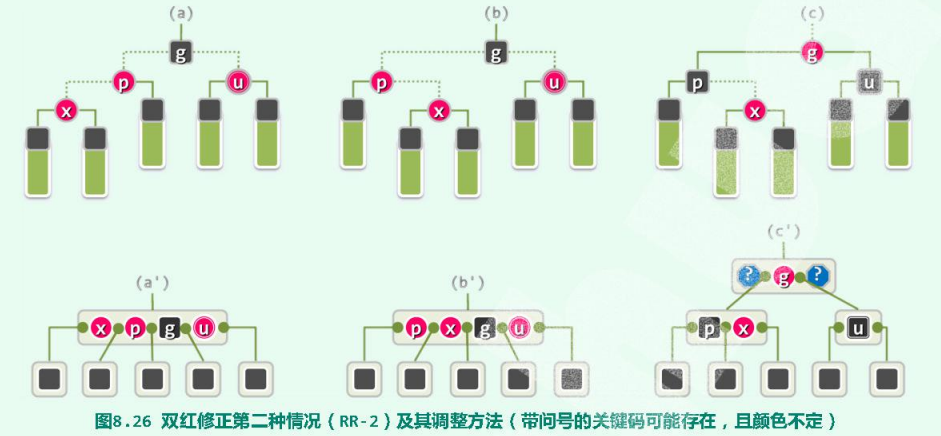 (a) (b) (c)
g g g
p u p u p u
x x x
(a') (b') (c')
? g ?
x p g u p x g u p x u
图8.26 双红修正第二种情况（RR-2）及其调整方法（带问号的关键码可能存在，且颜色不定）